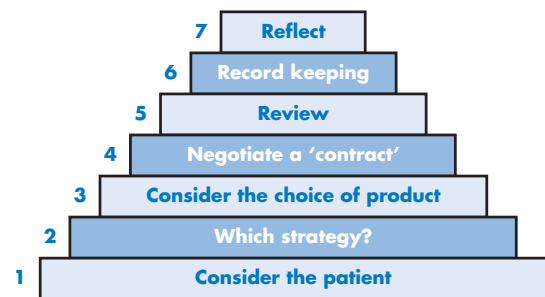 7 Reflect
6 Record keeping
5 Review
4 Negotiate a ‘contract’
3 Consider the choice of product
2 Which strategy?
1 Consider the patient